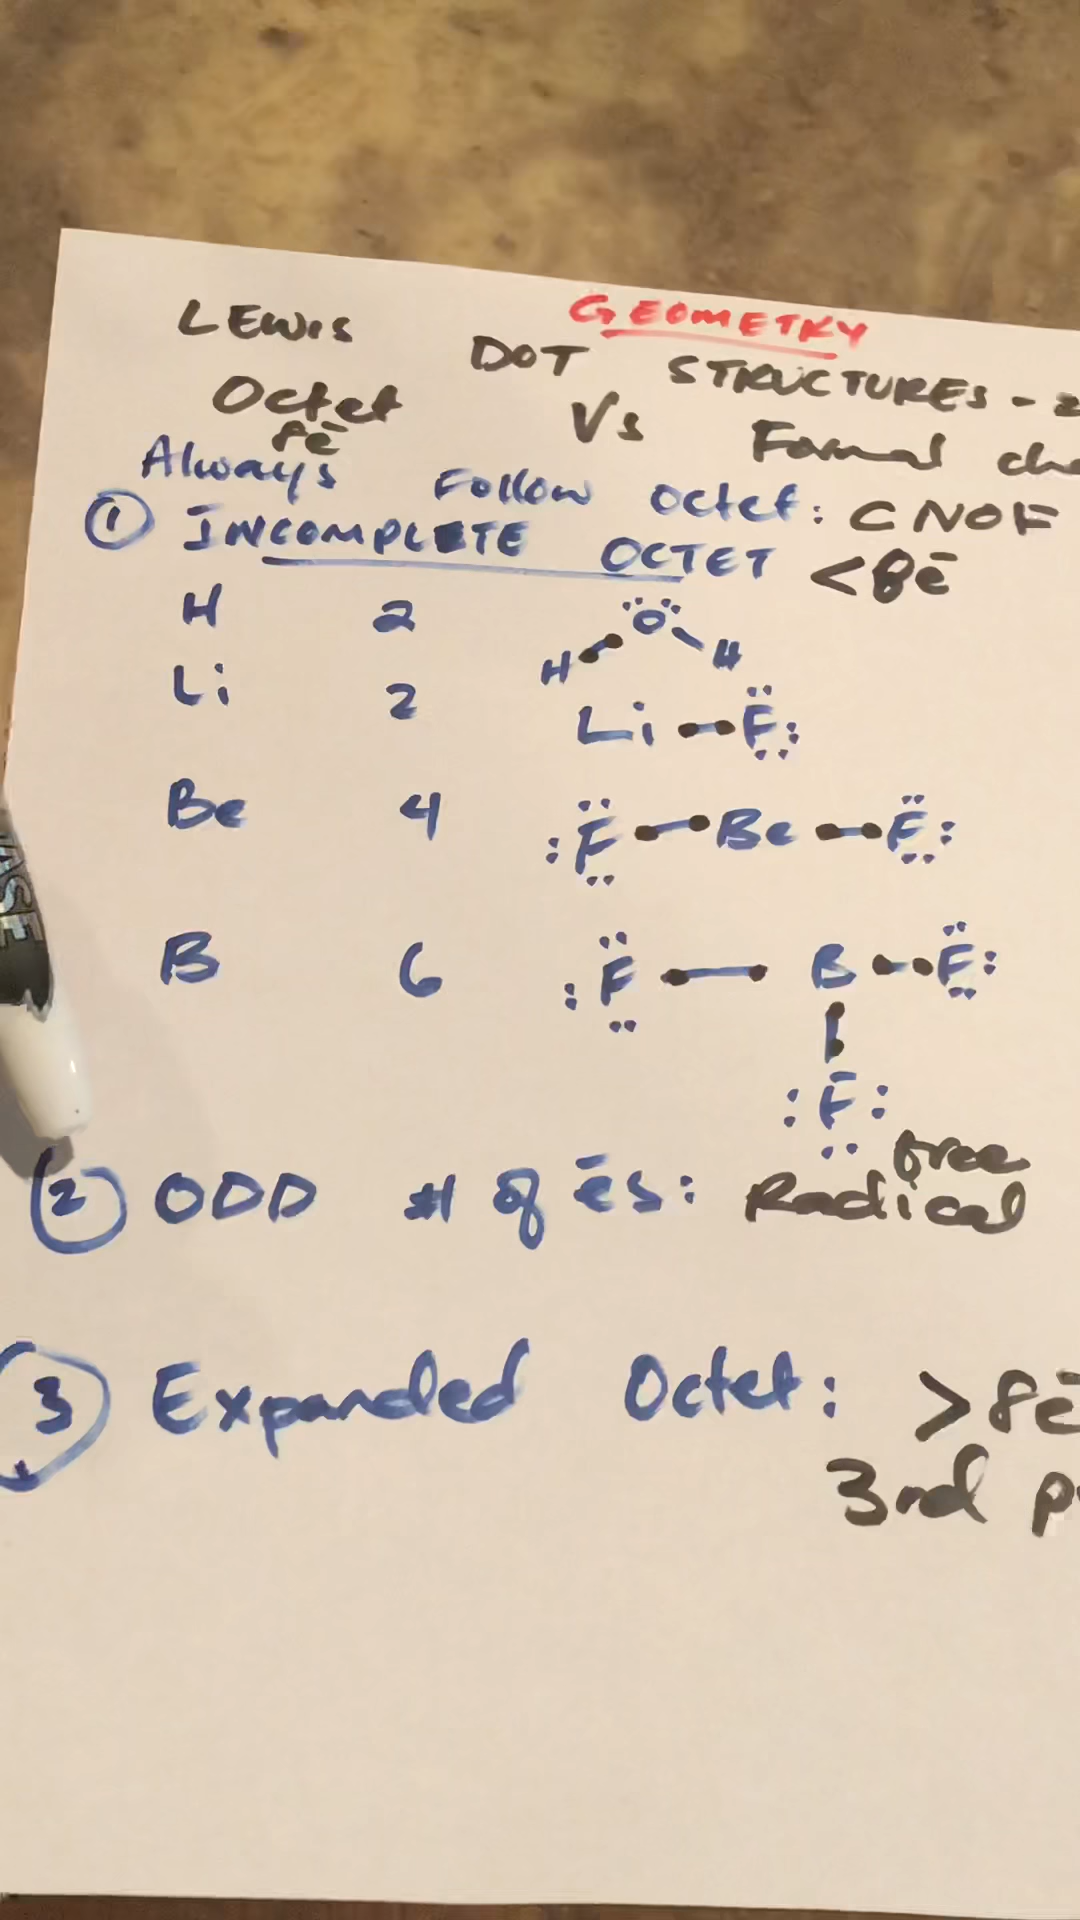 GEOMETRY
LEWIS DOT STRUCTURES - 2
Octet Vs Formal
8ē
Always Follow Octet: CNOF
① INCOMPLETE OCTET <8ē
H 2 H O H
Li 2 Li F
Be 4 F Be F
B 6 F B F
F
② ODD # of ēs: free Radical
③ Expanded Octet: >8ē
3rd